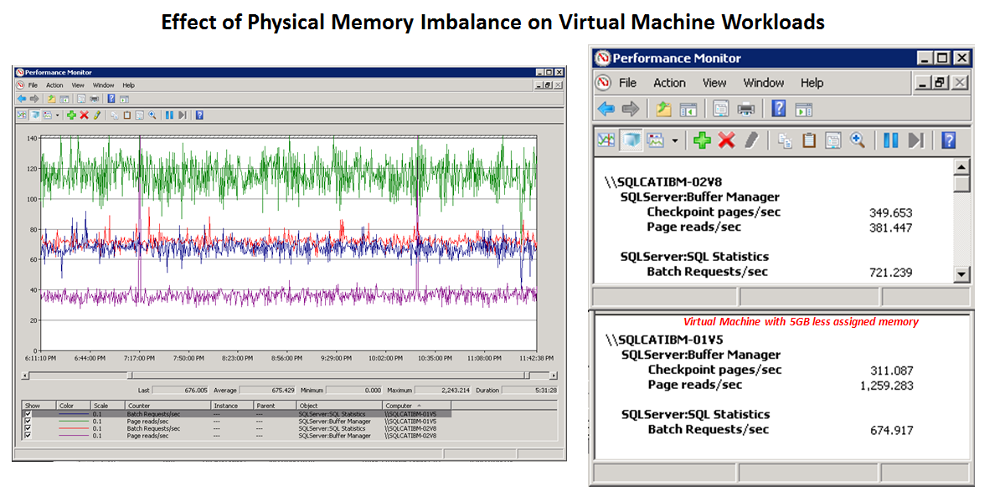 Effect of Physical Memory Imbalance on Virtual Machine Workloads
Performance Monitor
File Action View Window Help
140
120
100
80
60
40
20
0
6:11:10 PM 6:44:00 PM 7:17:00 PM 7:50:00 PM 8:23:00 PM 8:56:00 PM 9:29:00 PM 10:02:00 PM 10:35:00 PM 11:08:00 PM 11:42:38 PM
Last 676.005 Average 675.429 Minimum 0.000 Maximum 2,243.214 Duration 5:31:28
Show Color Scale Counter Instance Parent Object Computer
0.1 Batch Requests/sec --- --- SQLServer:SQL Statistics \\SQLCATIBM-01V5
0.1 Page reads/sec --- --- SQLServer:Buffer Manager \\SQLCATIBM-01V5
0.1 Batch Requests/sec --- --- SQLServer:SQL Statistics \\SQLCATIBM-02V8
0.1 Page reads/sec --- --- SQLServer:Buffer Manager \\SQLCATIBM-02V8
Performance Monitor
File Action View Window Help
\\SQLCATIBM-02V8
SQLServer:Buffer Manager
Checkpoint pages/sec 349.653
Page reads/sec 381.447
SQLServer:SQL Statistics
Batch Requests/sec 721.239
Virtual Machine with 5GB less assigned memory
\\SQLCATIBM-01V5
SQLServer:Buffer Manager
Checkpoint pages/sec 311.087
Page reads/sec 1,259.283
SQLServer:SQL Statistics
Batch Requests/sec 674.917